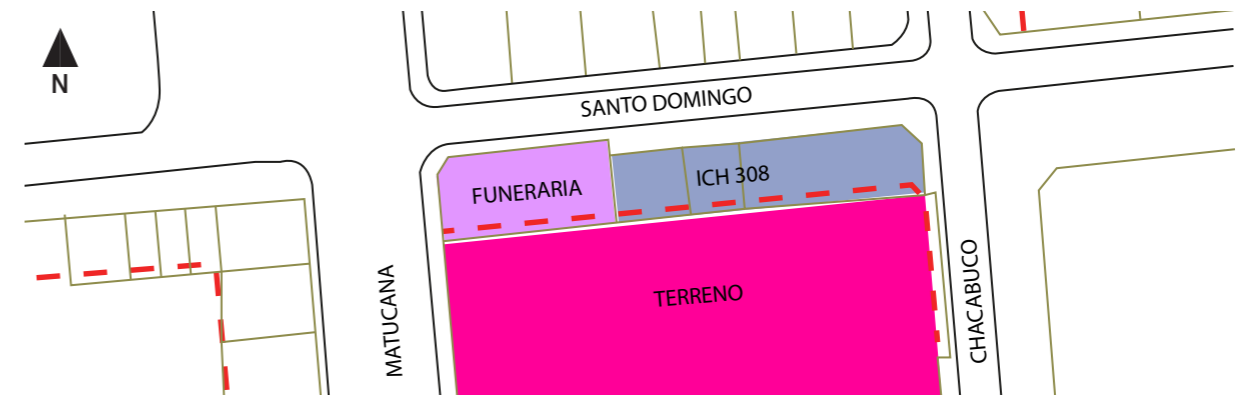 N
SANTO DOMINGO
FUNERARIA
ICH 308
TERRENO
MATUCANA
CHACABUCO